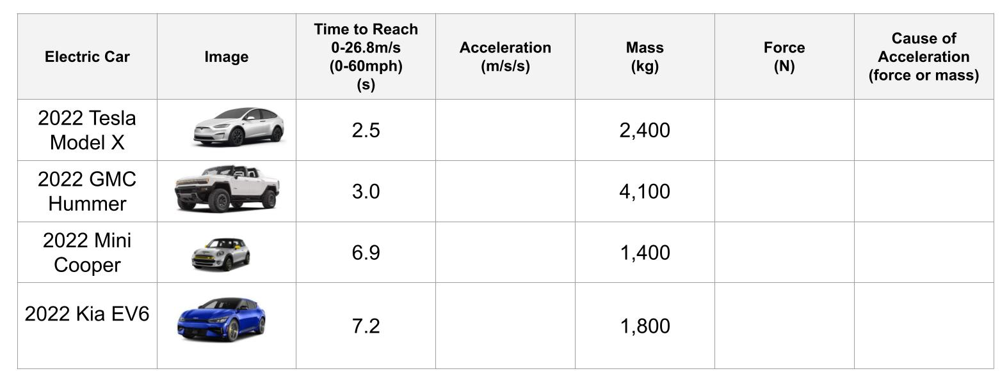 Electric Car
Image
Time to Reach
0-26.8m/s
(0-60mph)
(s)
Acceleration
(m/s/s)
Mass
(kg)
Force
(N)
Cause of
Acceleration
(force or mass)
2022 Tesla
Model X
2.5
2,400
2022 GMC
Hummer
3.0
4,100
2022 Mini
Cooper
6.9
1,400
2022 Kia EV6
7.2
1,800